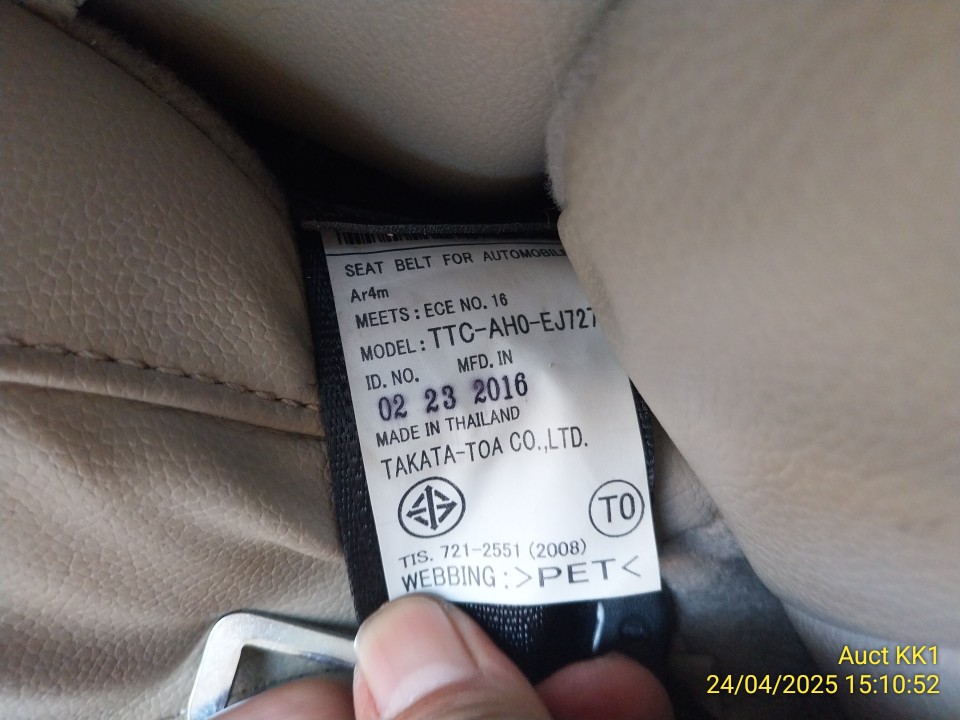 SEAT BELT FOR AUTOMOBILE
Ar4m
MEETS : ECE NO. 16
MODEL : TTC-AH0-EJ727
ID. NO. MFD. IN
02 23 2016
MADE IN THAILAND
TAKATA-TOA CO.,LTD.
TO
TIS. 721-2551 (2008)
WEBBING : >PET<
Auct KK1
24/04/2025 15:10:52